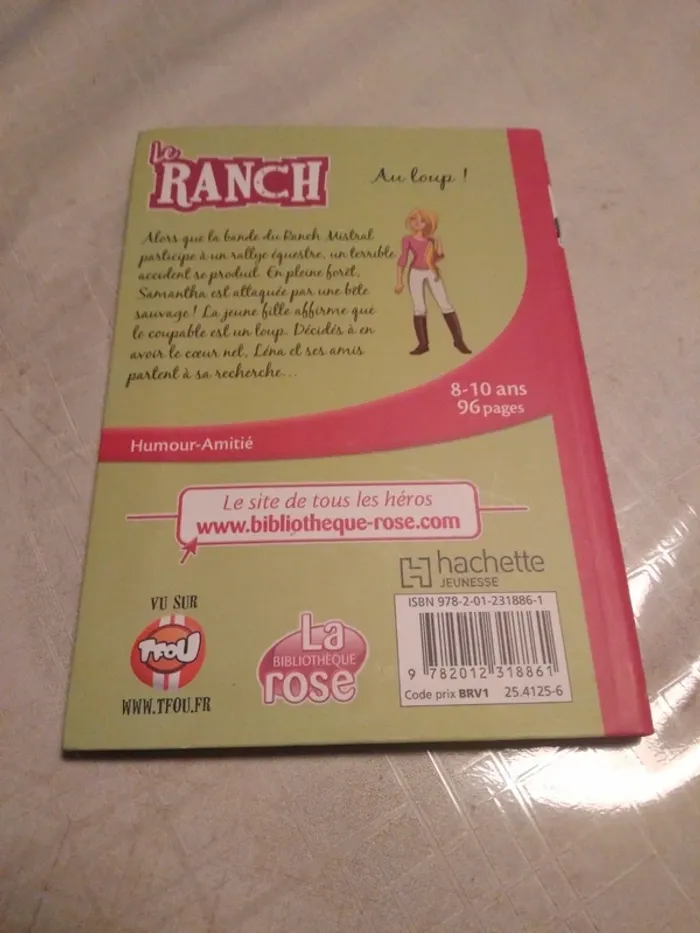 Le
RANCH
Au loup !
Alors que la bande du Ranch Mistral
participe à un rallye équestre, un terrible
accident se produit. En pleine forêt,
Samantha est attaquée par une bête
sauvage ! La jeune fille affirme que
le coupable est un loup. Décidés à en
avoir le cœur net, Léna et ses amis
partent à sa recherche...
8-10 ans
96 pages
Humour-Amitié
Le site de tous les héros
www.bibliotheque-rose.com
hachette
JEUNESSE
ISBN 978-2-01-231886-1
9 782012 318861
Code prix BRV1 25.4125-6
VU SUR
TFOU
WWW.TFOU.FR
La
BIBLIOTHÈQUE
rose